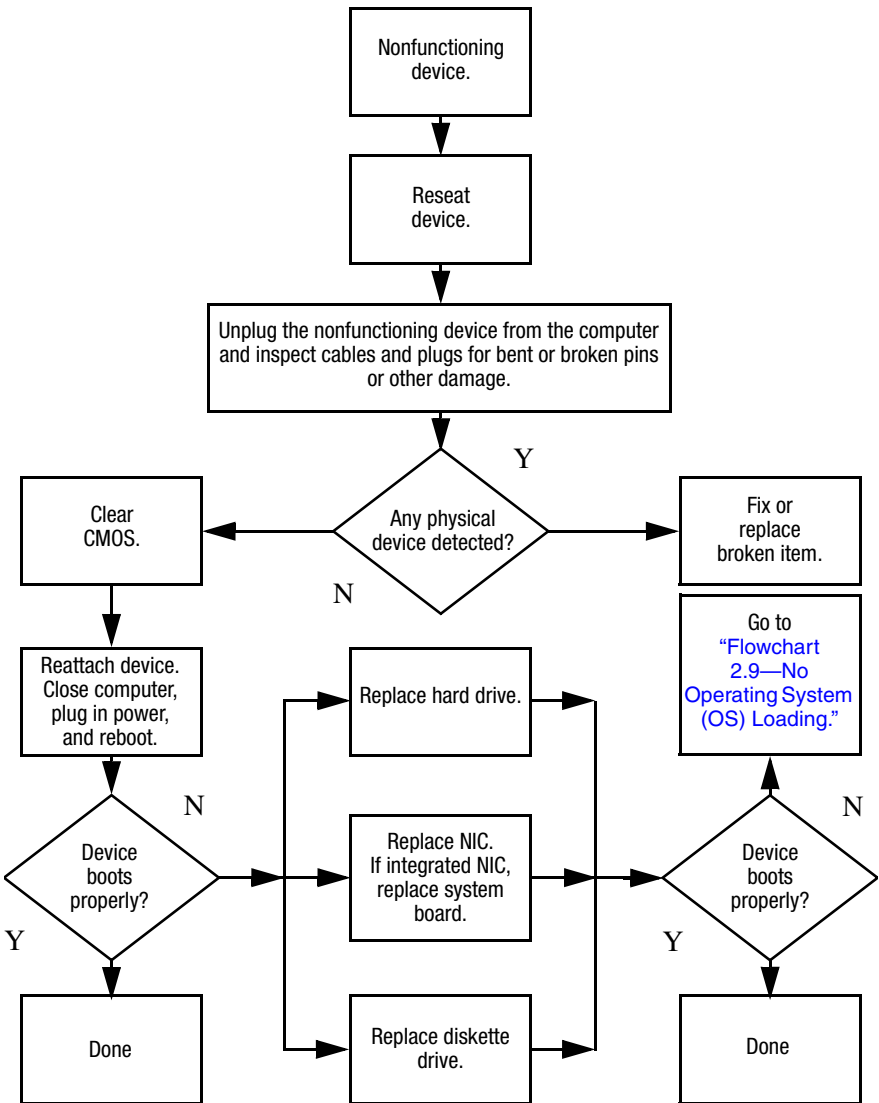 Nonfunctioning
device.
Reseat
device.
Unplug the nonfunctioning device from the computer
and inspect cables and plugs for bent or broken pins
or other damage.
Y
Any physical
device detected?
N
Clear
CMOS.
Fix or
replace
broken item.
Reattach device.
Close computer,
plug in power,
and reboot.
Replace hard drive.
Go to
“Flowchart
2.9—No
Operating System
(OS) Loading.”
N
Device
boots
properly?
Y
Replace NIC.
If integrated NIC,
replace system
board.
N
Device
boots
properly?
Y
Done
Replace diskette
drive.
Done